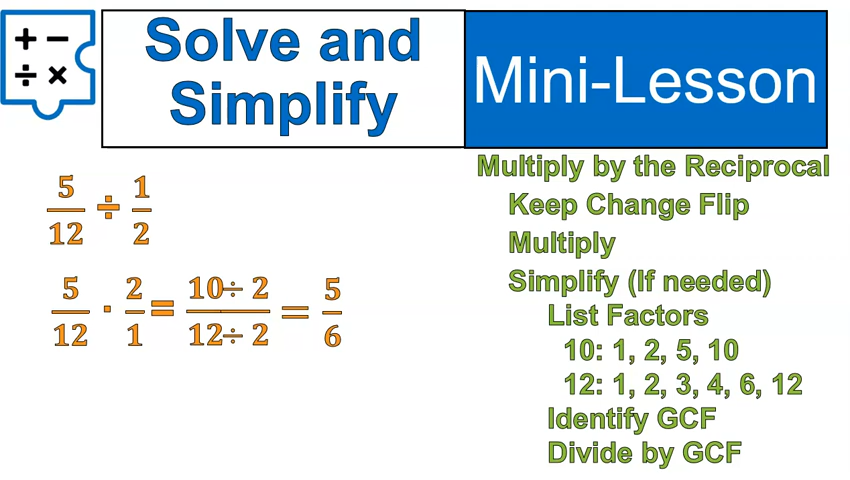 + −
÷ ×
Solve and
Simplify
Mini-Lesson
5/12 ÷ 1/2
5/12 · 2/1 = 10÷ 2/12÷ 2 = 5/6
Multiply by the Reciprocal
Keep Change Flip
Multiply
Simplify (If needed)
List Factors
10: 1, 2, 5, 10
12: 1, 2, 3, 4, 6, 12
Identify GCF
Divide by GCF